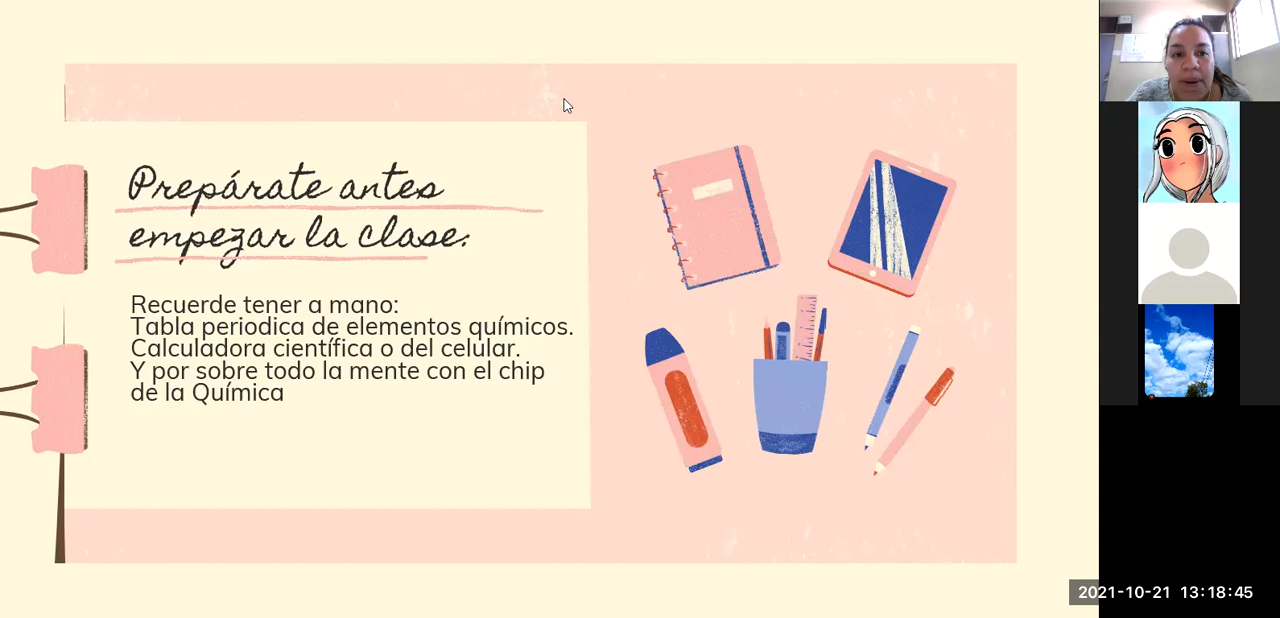 Prepárate antes
empezar la clase:
Recuerde tener a mano:
Tabla periodica de elementos químicos.
Calculadora científica o del celular.
Y por sobre todo la mente con el chip
de la Química
2021-10-21 13:18:45